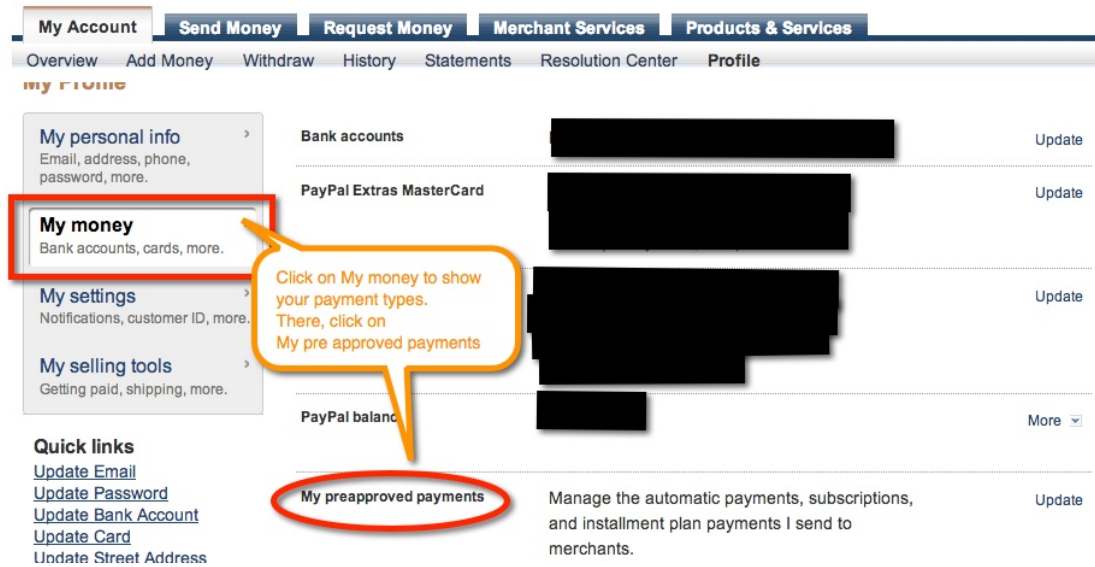 My Account Send Money Request Money Merchant Services Products & Services
Overview Add Money Withdraw History Statements Resolution Center Profile
My Profile
My personal info
Email, address, phone,
password, more.
My money
Bank accounts, cards, more.
My settings
Notifications, customer ID, more.
My selling tools
Getting paid, shipping, more.
Quick links
Update Email
Update Password
Update Bank Account
Update Card
Update Street Address
Bank accounts Update
PayPal Extras MasterCard Update
Update
Click on My money to show
your payment types.
There, click on
My pre approved payments
PayPal balanc More
My preapproved payments Manage the automatic payments, subscriptions, Update
and installment plan payments I send to
merchants.